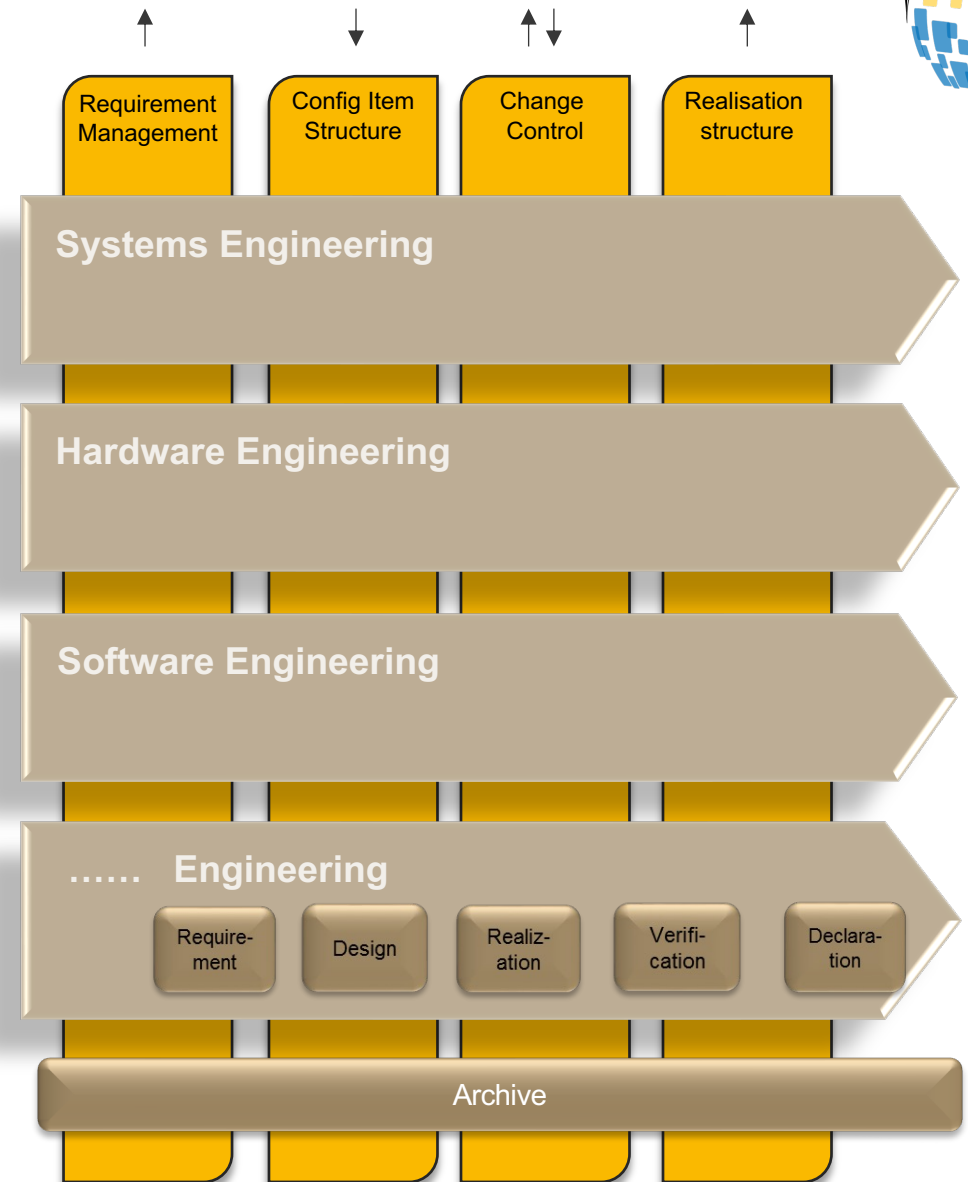 Requirement
Management
Config Item
Structure
Change
Control
Realisation
structure
Systems Engineering
Hardware Engineering
Software Engineering
…… Engineering
Require-
ment
Design
Realiz-
ation
Verifi-
cation
Declara-
tion
Archive